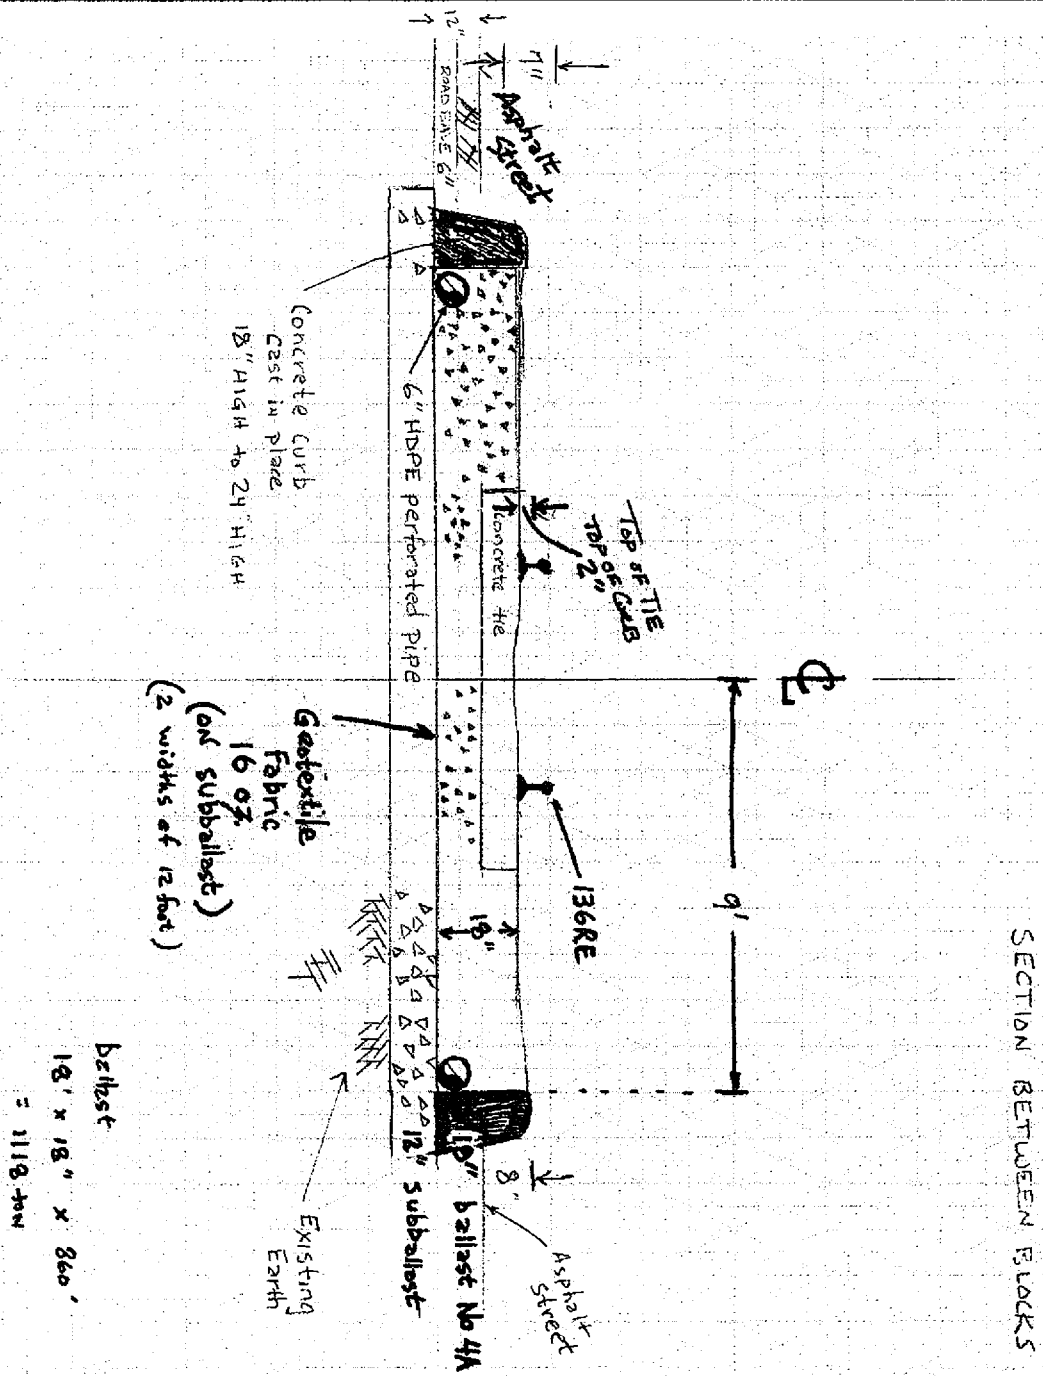 SECTION BETWEEN BLOCKS
CL
9'
7"
12"
ROAD BASE 6"
Asphalt
Street
TOP OF TIE
TOP OF CURB
2"
136RE
concrete tie
18"
8"
Asphalt
Street
6" HDPE perforated pipe
18" ballast No 4A
12" subballast
Concrete Curb
Cast in place
18" HIGH to 24" HIGH
Geotextile
Fabric
16 oz.
(ON subballast)
(2 widths of 12 foot)
Existing
Earth
ballast
18' x 18" x 860'
= 1118 ton